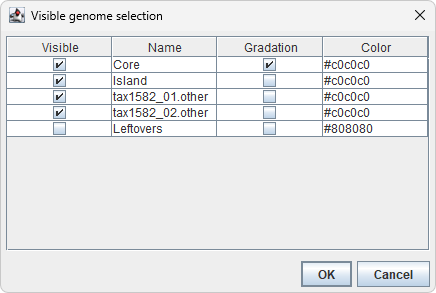 Visible genome selection
Visible Name Gradation Color
Core #c0c0c0
Island #c0c0c0
tax1582_01.other #c0c0c0
tax1582_02.other #c0c0c0
Leftovers #808080
OK Cancel